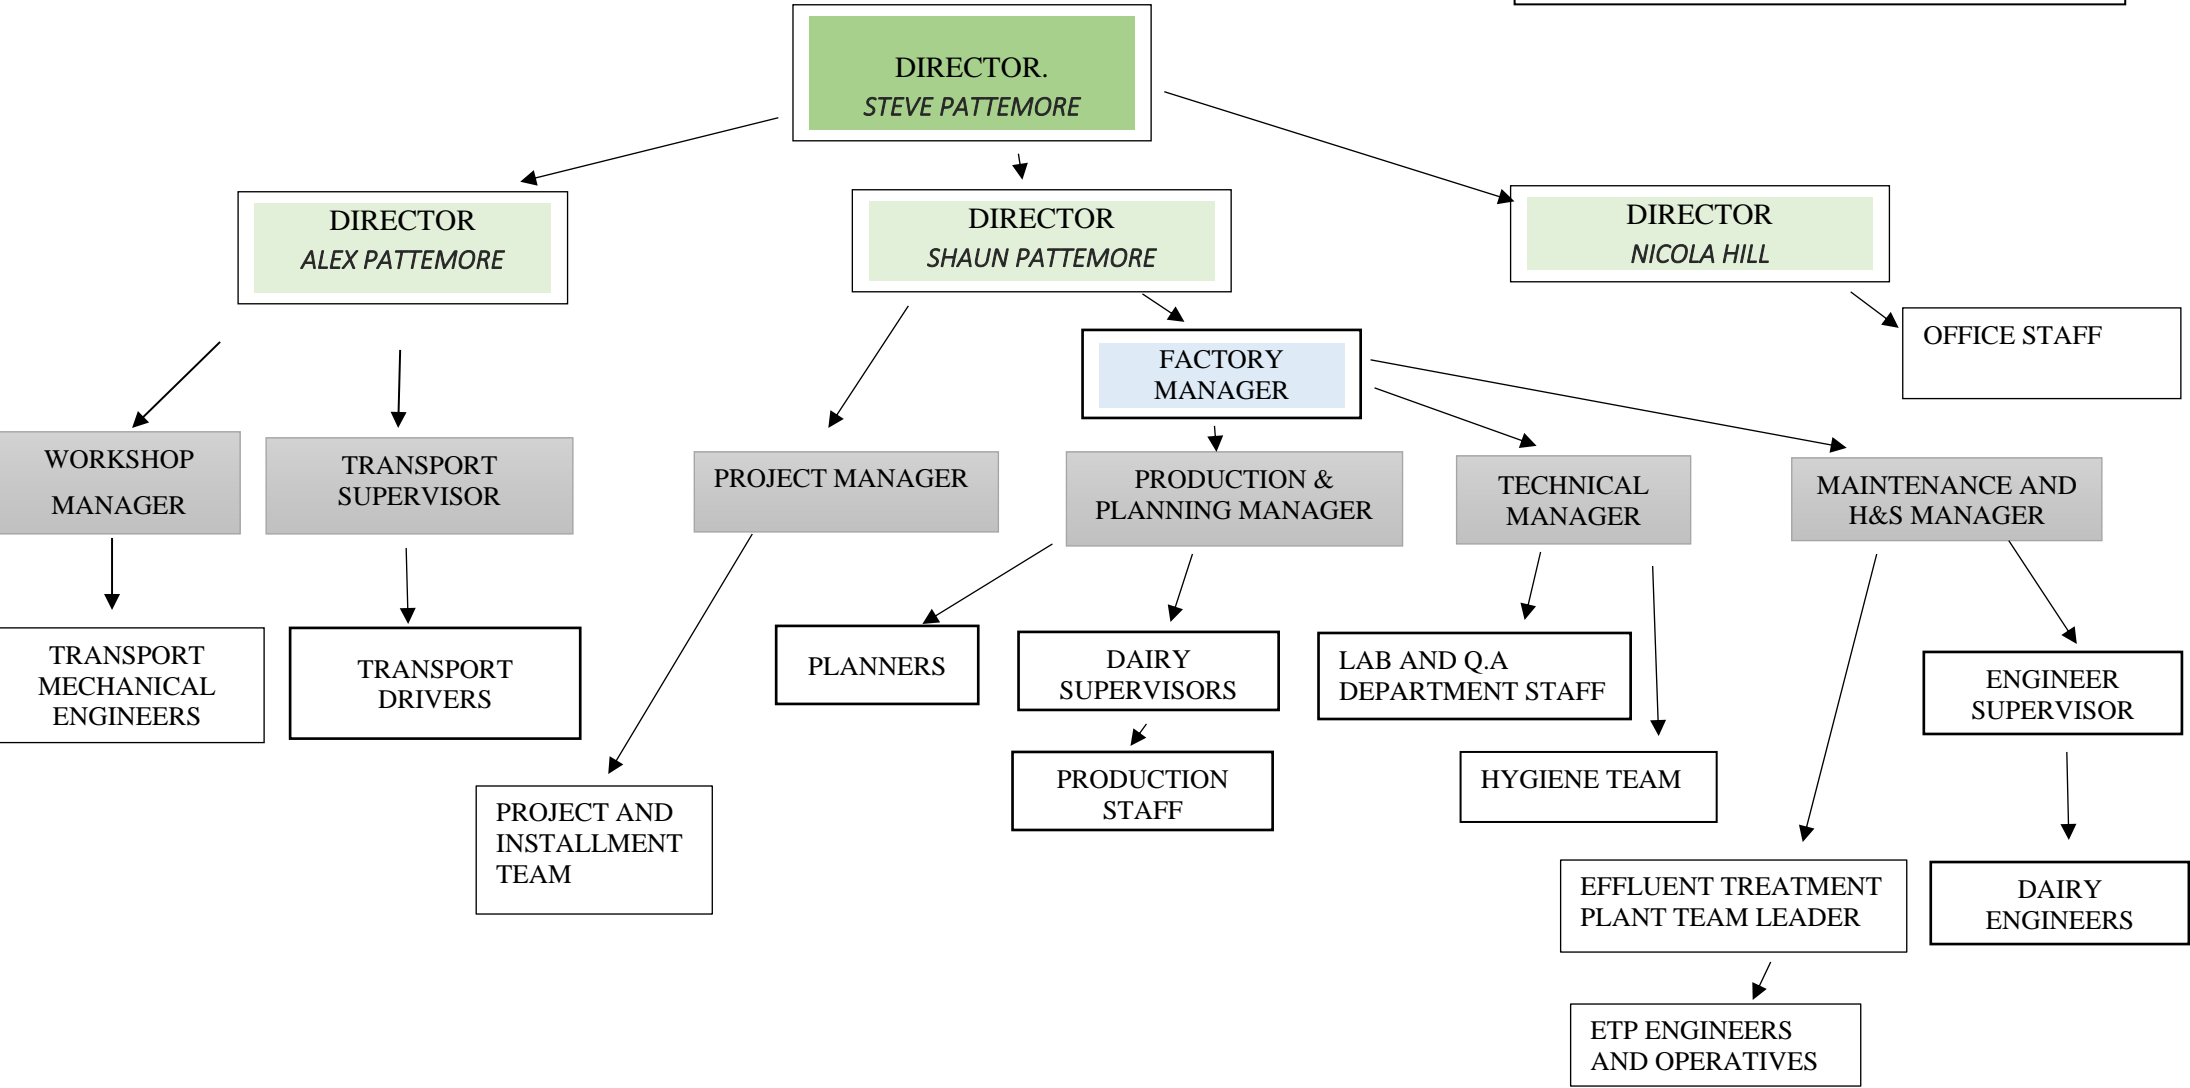 DIRECTOR.
STEVE PATTEMORE
DIRECTOR
ALEX PATTEMORE
DIRECTOR
SHAUN PATTEMORE
DIRECTOR
NICOLA HILL
OFFICE STAFF
FACTORY
MANAGER
WORKSHOP
MANAGER
TRANSPORT
SUPERVISOR
PROJECT MANAGER
PRODUCTION &
PLANNING MANAGER
TECHNICAL
MANAGER
MAINTENANCE AND
H&S MANAGER
TRANSPORT
MECHANICAL
ENGINEERS
TRANSPORT
DRIVERS
PLANNERS
DAIRY
SUPERVISORS
LAB AND Q.A
DEPARTMENT STAFF
ENGINEER
SUPERVISOR
PROJECT AND
INSTALLMENT
TEAM
PRODUCTION
STAFF
HYGIENE TEAM
EFFLUENT TREATMENT
PLANT TEAM LEADER
DAIRY
ENGINEERS
ETP ENGINEERS
AND OPERATIVES